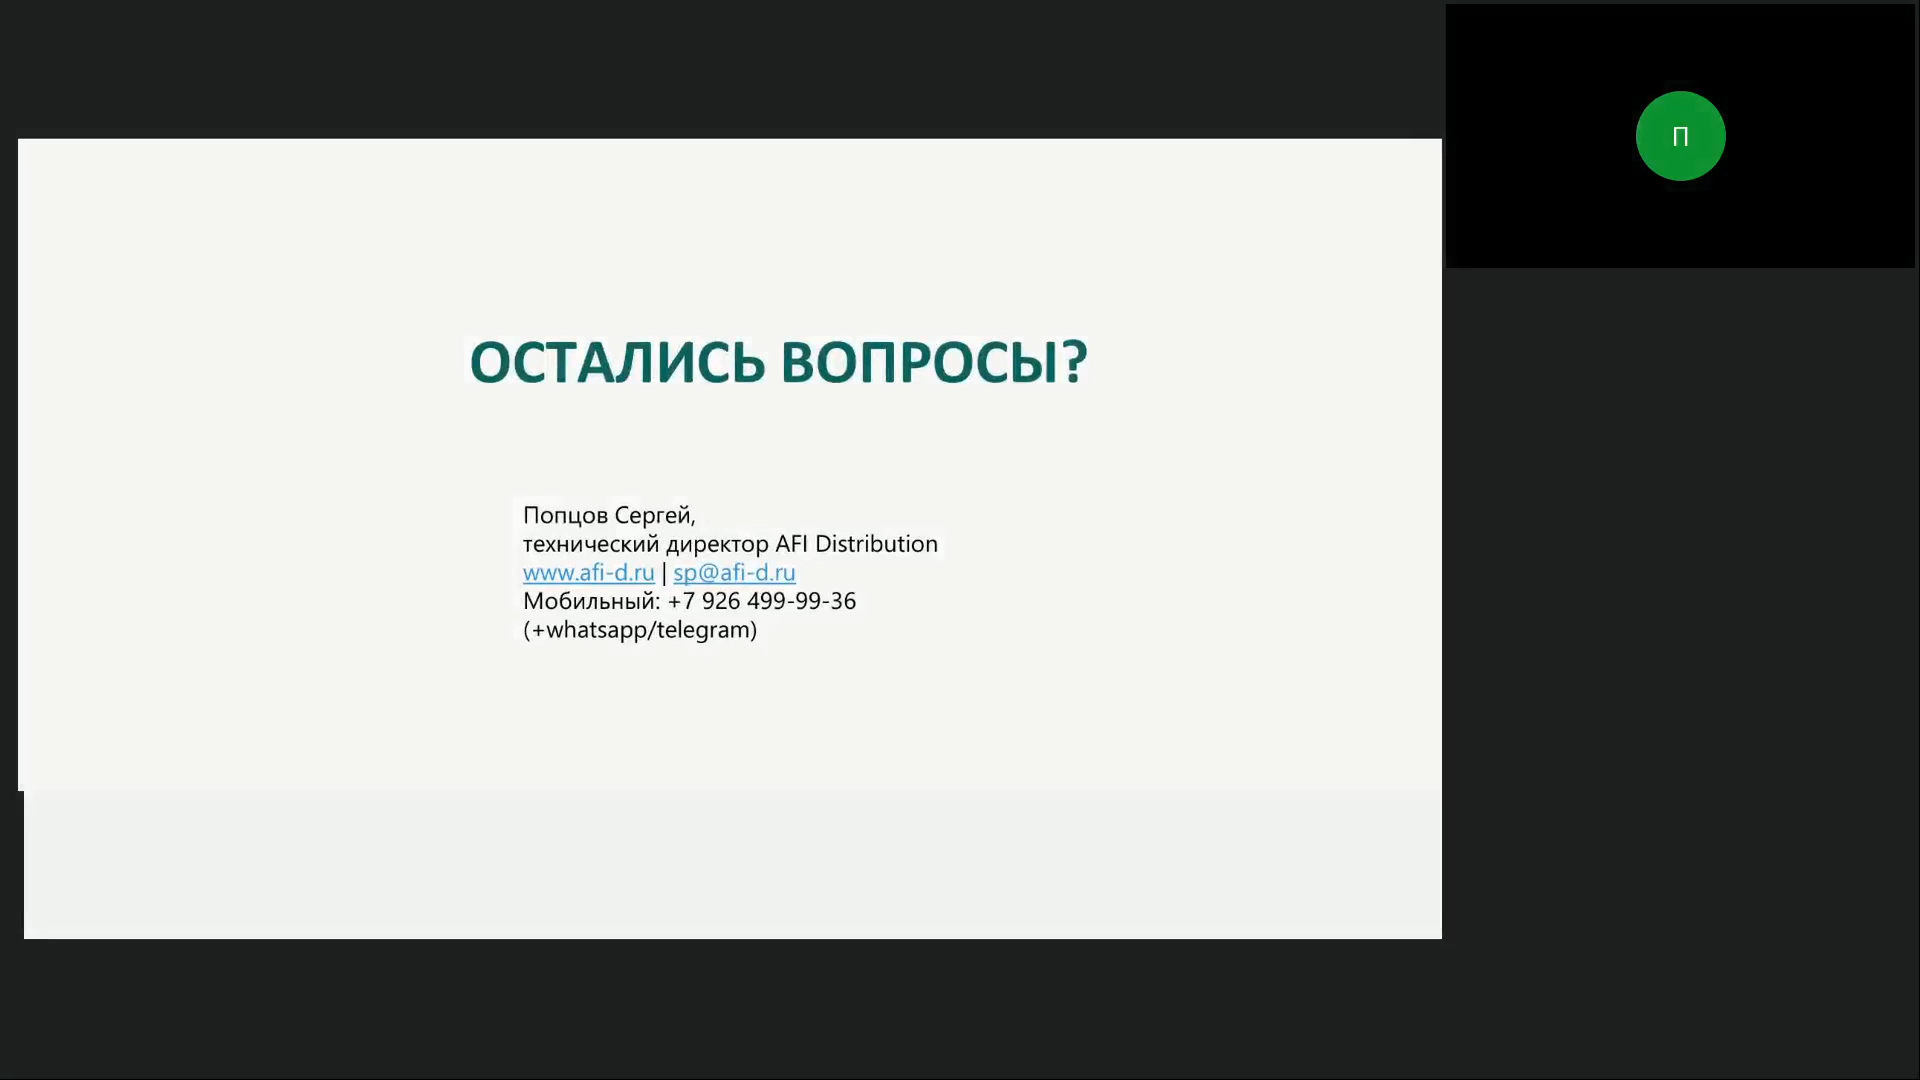 П
ОСТАЛИСЬ ВОПРОСЫ?
Попцов Сергей,
технический директор AFI Distribution
www.afi-d.ru | sp@afi-d.ru
Мобильный: +7 926 499-99-36
(+whatsapp/telegram)